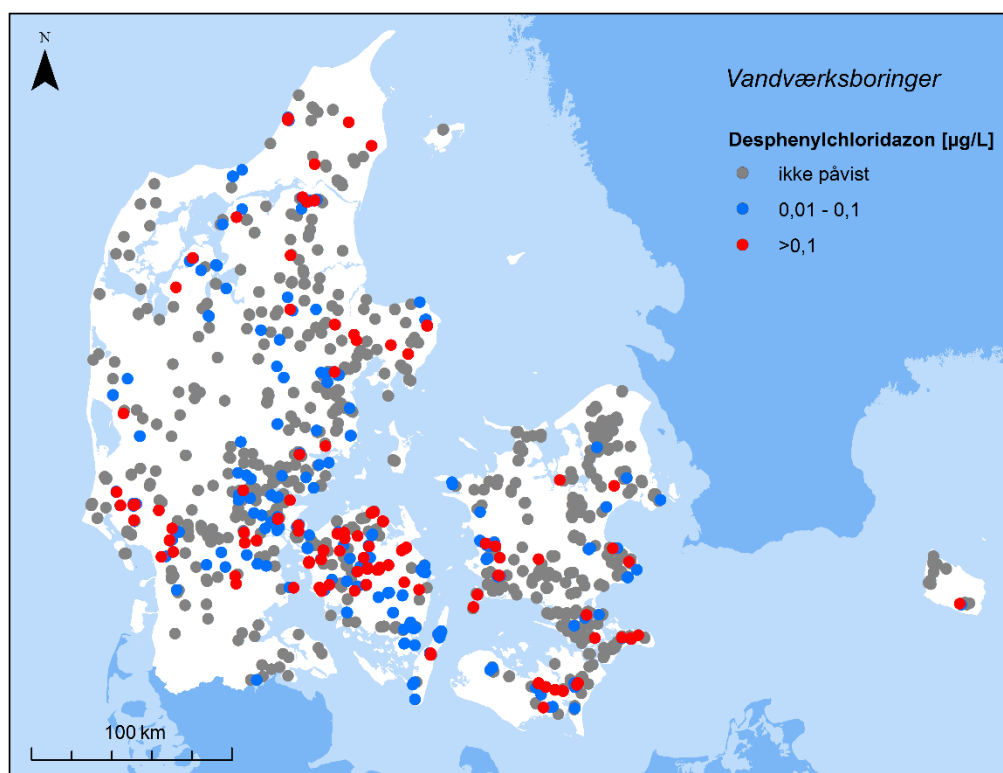 N
Vandværksboringer
Desphenylchloridazon [µg/L]
ikke påvist
0,01 - 0,1
>0,1
100 km